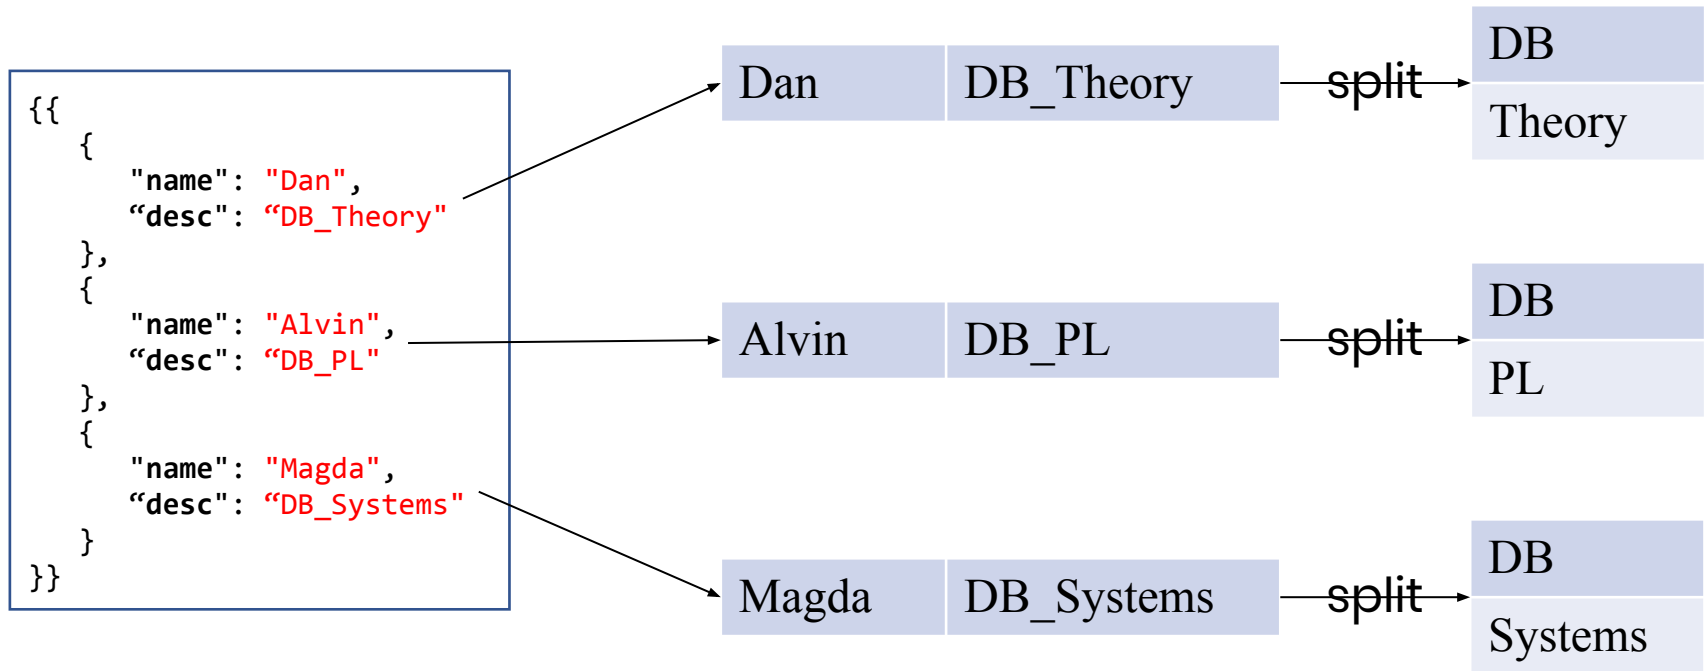 {{
{
"name": "Dan",
“desc": “DB_Theory"
},
{
"name": "Alvin",
“desc": “DB_PL"
},
{
"name": "Magda",
“desc": “DB_Systems"
}
}}
Dan DB_Theory split
DB
Theory
Alvin DB_PL split
DB
PL
Magda DB_Systems split
DB
Systems